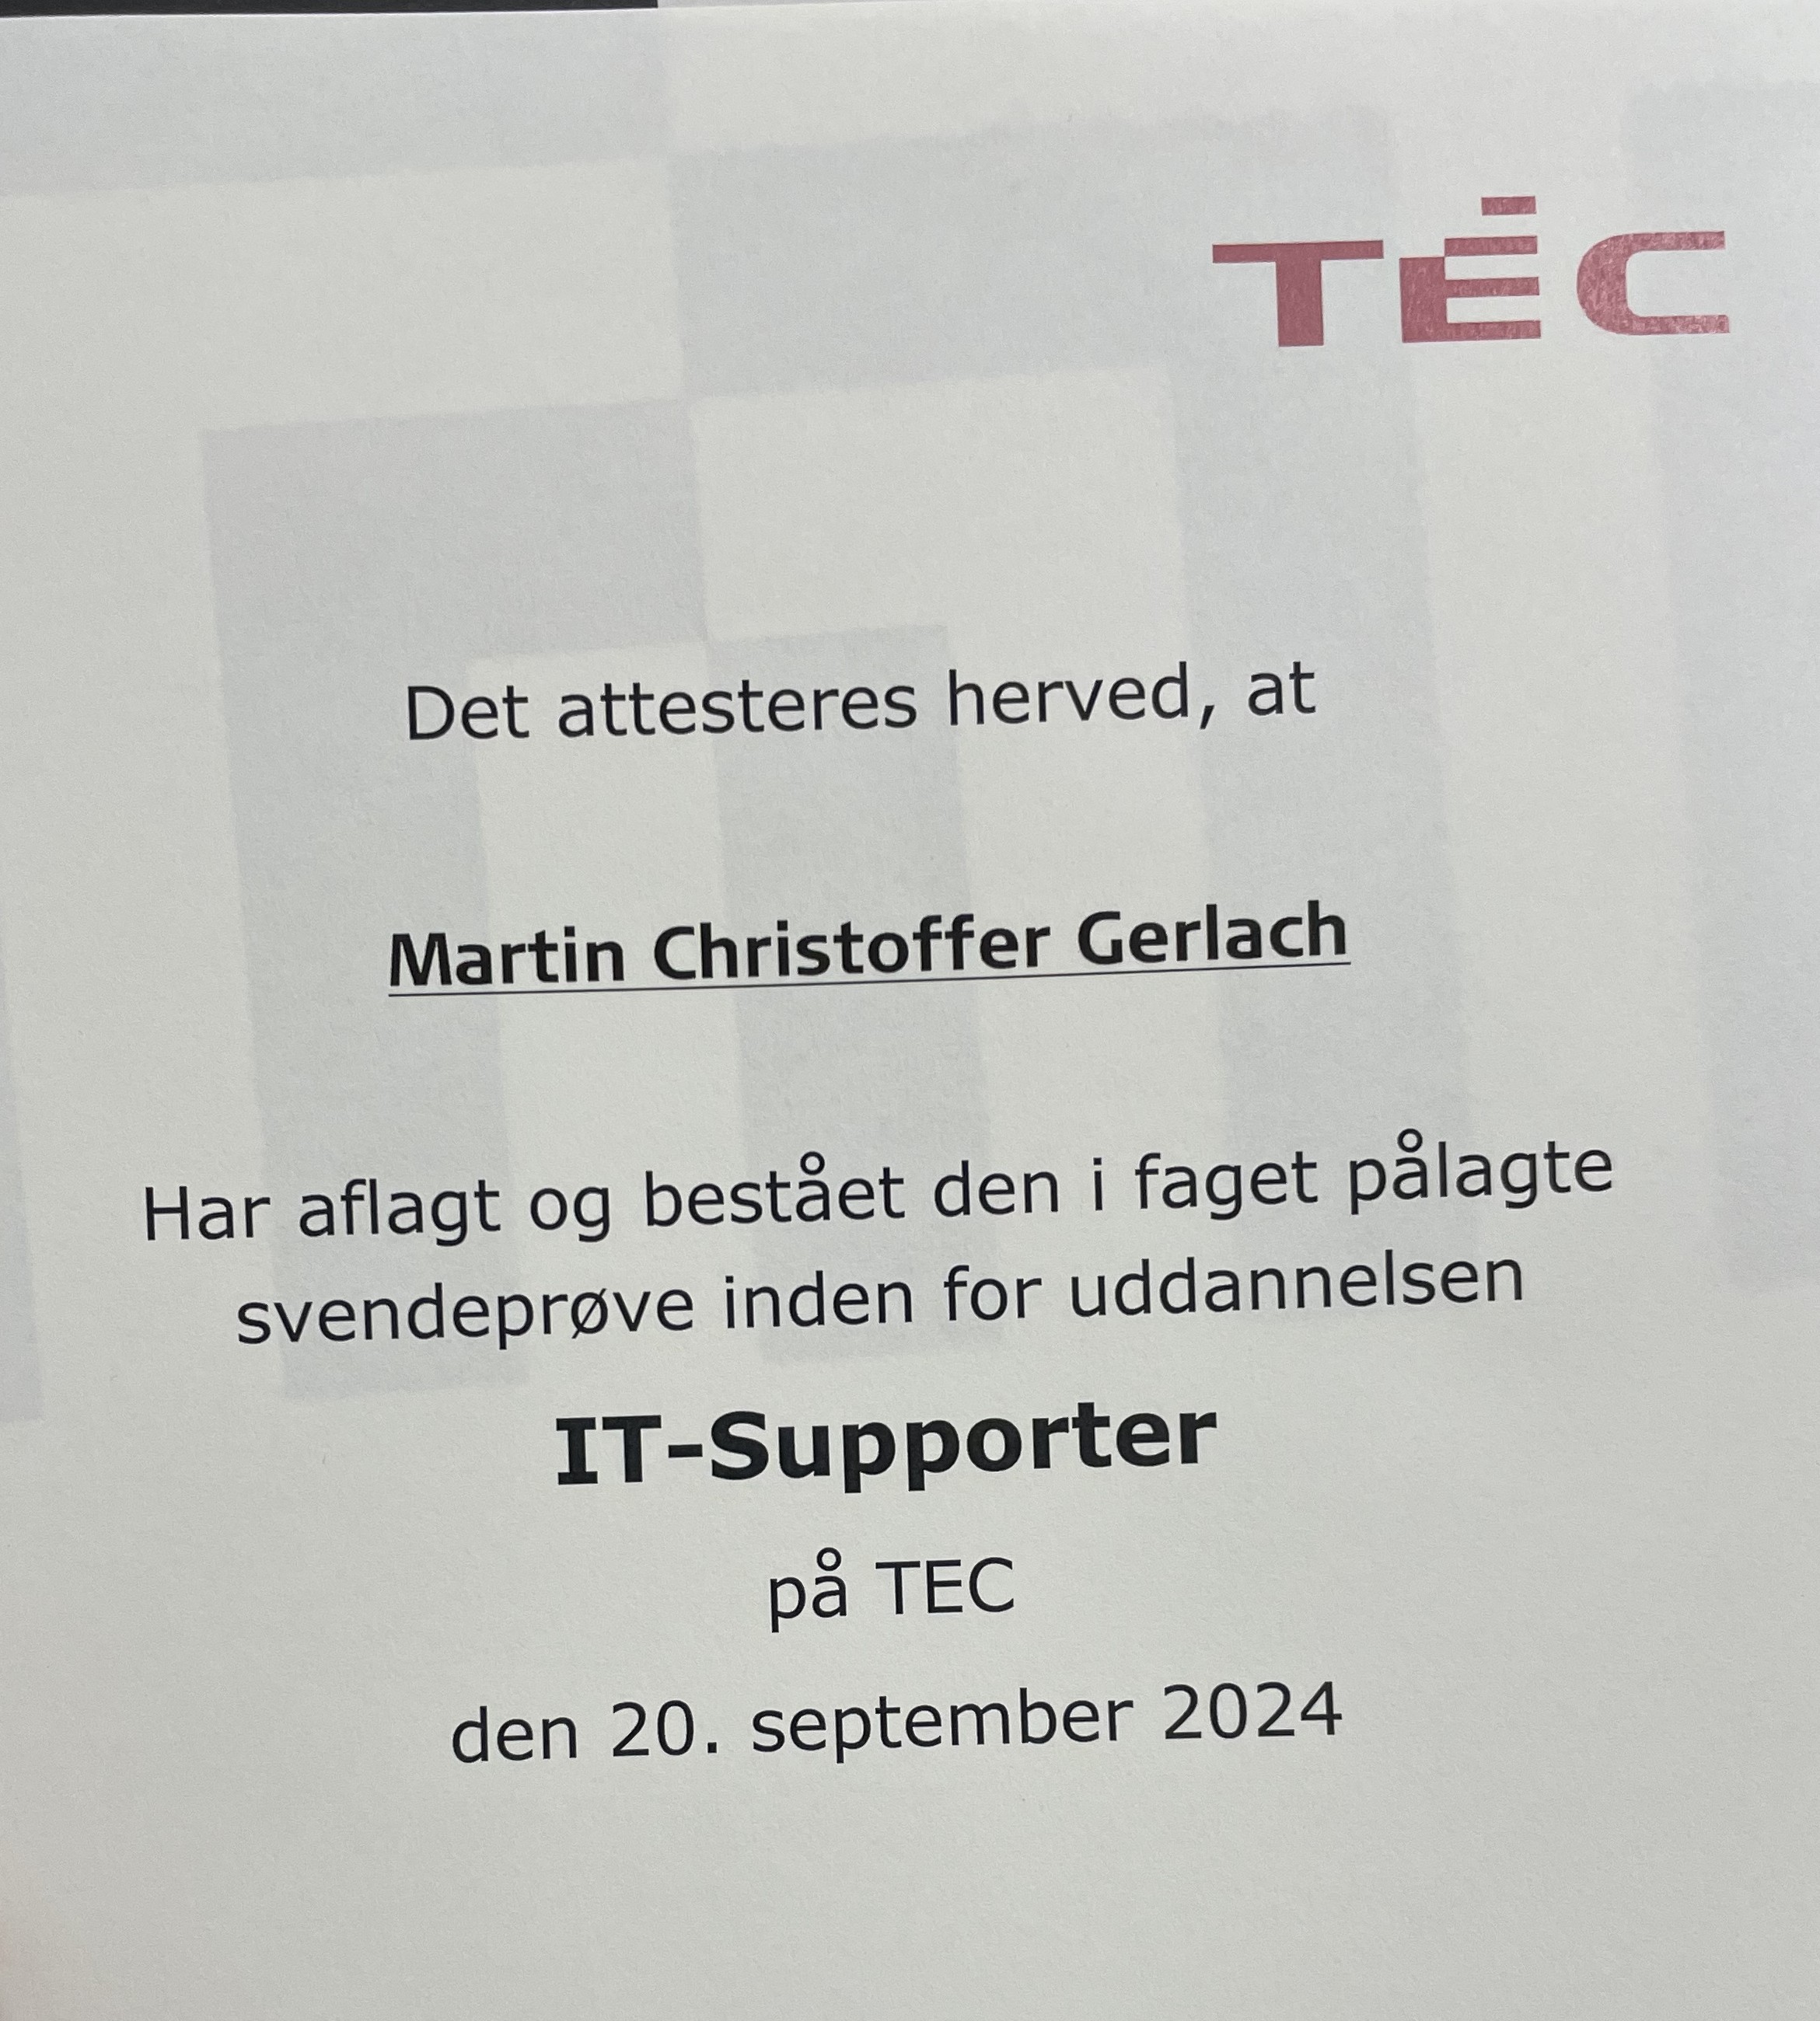 TEC
Det attesteres herved, at
Martin Christoffer Gerlach
Har aflagt og bestået den i faget pålagte
svendeprøve inden for uddannelsen
IT-Supporter
på TEC
den 20. september 2024